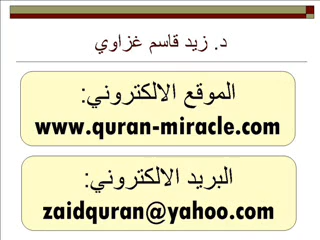 د. زيد قاسم غزاوي
الموقع الالكتروني:
www.quran-miracle.com
البريد الالكتروني:
zaidquran@yahoo.com